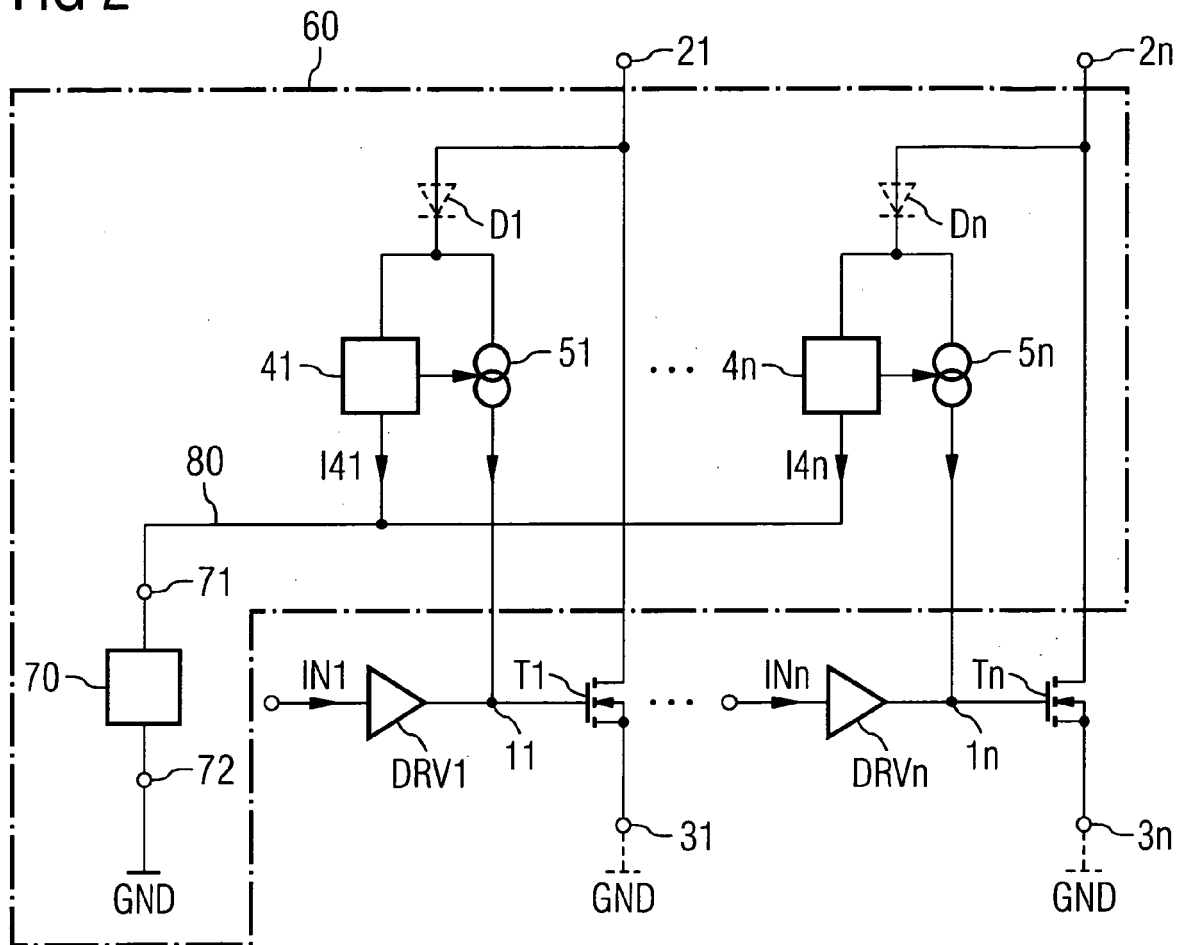 FIG 2
60
21
2n
D1
Dn
41
51
...
4n
5n
I41
I4n
80
71
70
IN1
T1
...
INn
Tn
DRV1
11
DRVn
1n
72
31
3n
GND
GND
GND